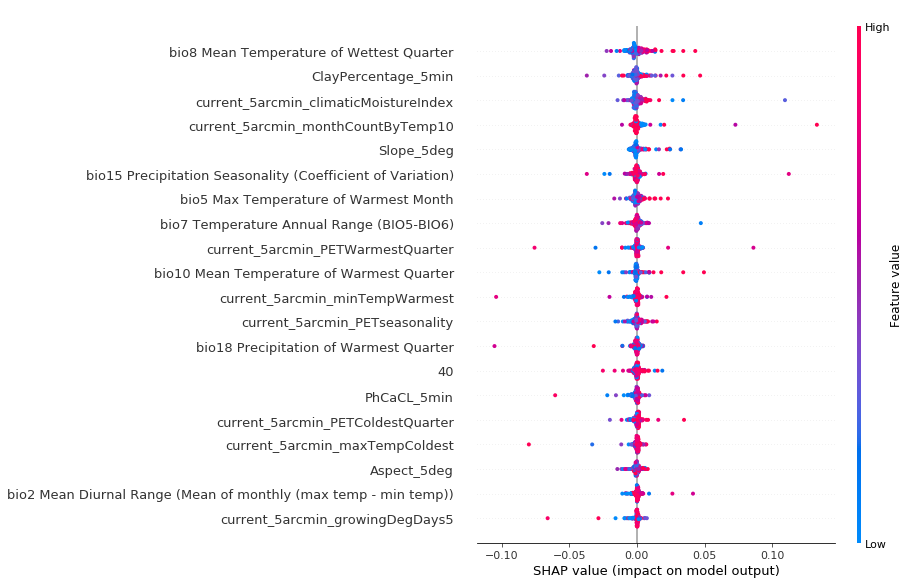 High
bio8 Mean Temperature of Wettest Quarter
ClayPercentage_5min
current_5arcmin_climaticMoistureIndex
current_5arcmin_monthCountByTemp10
Slope_5deg
bio15 Precipitation Seasonality (Coefficient of Variation)
bio5 Max Temperature of Warmest Month
bio7 Temperature Annual Range (BIO5-BIO6)
current_5arcmin_PETWarmestQuarter
bio10 Mean Temperature of Warmest Quarter
current_5arcmin_minTempWarmest
current_5arcmin_PETseasonality
bio18 Precipitation of Warmest Quarter
40
PhCaCL_5min
current_5arcmin_PETColdestQuarter
current_5arcmin_maxTempColdest
Aspect_5deg
bio2 Mean Diurnal Range (Mean of monthly (max temp - min temp))
current_5arcmin_growingDegDays5
Feature value
Low
−0.10 −0.05 0.00 0.05 0.10
SHAP value (impact on model output)